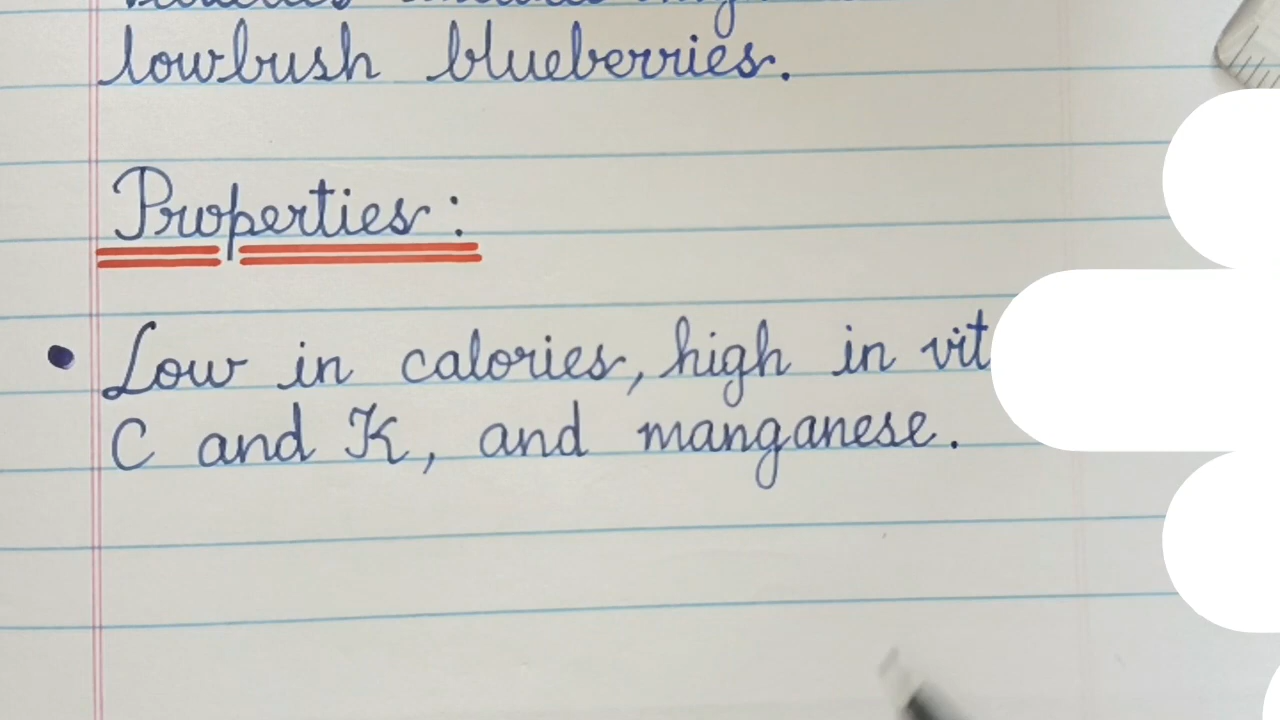 lowbush blueberries.
Properties:
• Low in calories, high in vit
C and K, and manganese.